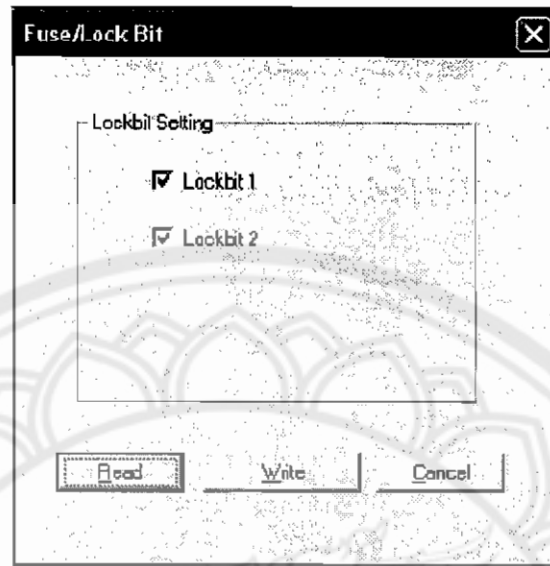 Fuse/Lock Bit
Lockbit Setting
Lockbit 1
Lockbit 2
Read Write Cancel